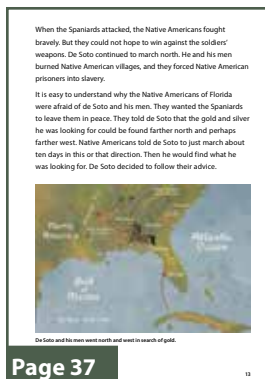 When the Spaniards attacked, the Native Americans fought
bravely. But they could not hope to win against the soldiers'
weapons. De Soto continued to march north. He and his men
burned Native American villages, and they forced Native American
prisoners into slavery.
It is easy to understand why the Native Americans of Florida
were afraid of de Soto and his men. They wanted the Spaniards
to leave them in peace. They told de Soto that the gold and silver
he was looking for could be found farther north and perhaps
farther west. Native Americans told de Soto to just march about
ten days in this or that direction. Then he would find what he
was looking for. De Soto decided to follow their advice.
North
America
Atlantic
Ocean
Gulf
of
Mexico
De Soto and his men went north and west in search of gold.
Page 37
13